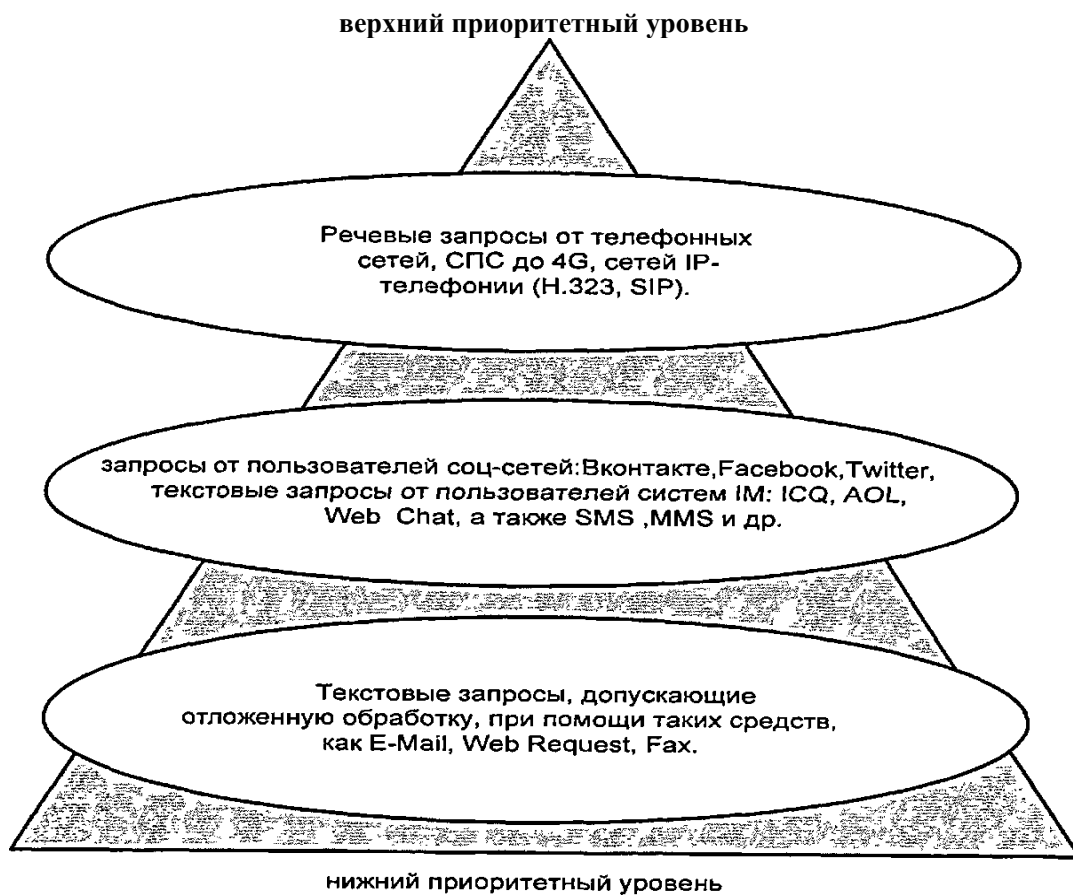 верхний приоритетный уровень
Речевые запросы от телефонных
сетей, СПС до 4G, сетей IP-
телефонии (H.323, SIP).
запросы от пользователей соц-сетей:Вконтакте,Facebook,Twitter,
текстовые запросы от пользователей систем IM: ICQ, AOL,
Web Chat, а также SMS ,MMS и др.
Текстовые запросы, допускающие
отложенную обработку, при помощи таких средств,
как E-Mail, Web Request, Fax.
нижний приоритетный уровень